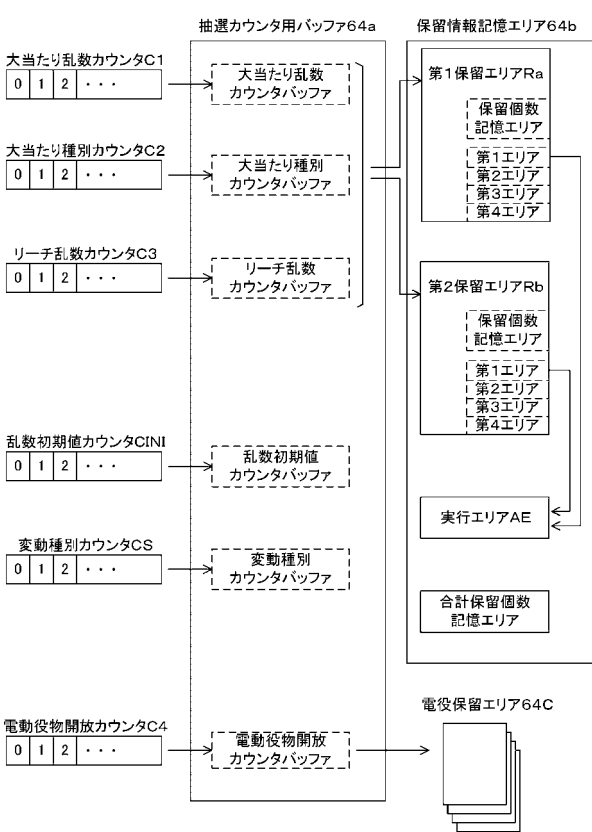 抽選カウンタ用バッファ64a
保留情報記憶エリア64b
大当たり乱数カウンタC1
0 1 2 ・・・
大当たり乱数
カウンタバッファ
大当たり種別カウンタC2
0 1 2 ・・・
大当たり種別
カウンタバッファ
リーチ乱数カウンタC3
0 1 2 ・・・
リーチ乱数
カウンタバッファ
第1保留エリアRa
保留個数
記憶エリア
第1エリア
第2エリア
第3エリア
第4エリア
第2保留エリアRb
保留個数
記憶エリア
第1エリア
第2エリア
第3エリア
第4エリア
乱数初期値カウンタCINI
0 1 2 ・・・
乱数初期値
カウンタバッファ
実行エリアAE
変動種別カウンタCS
0 1 2 ・・・
変動種別
カウンタバッファ
合計保留個数
記憶エリア
電動役物開放カウンタC4
0 1 2 ・・・
電動役物開放
カウンタバッファ
電役保留エリア64C